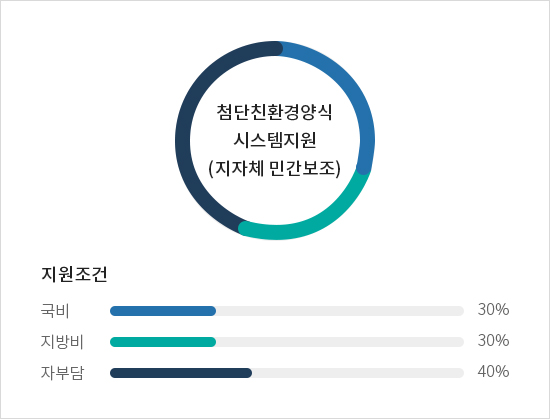 첨단친환경양식
시스템지원
(지자체 민간보조)
지원조건
국비 30%
지방비 30%
자부담 40%